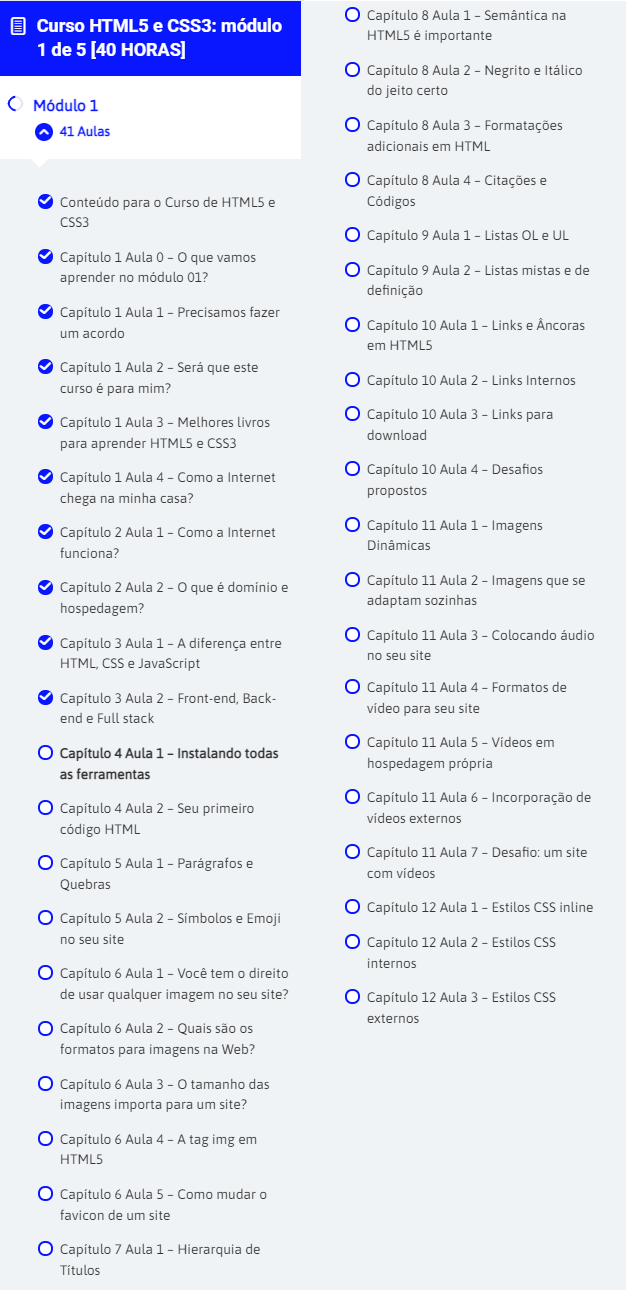 Curso HTML5 e CSS3: módulo
1 de 5 [40 HORAS]
Módulo 1
41 Aulas
Conteúdo para o Curso de HTML5 e
CSS3
Capítulo 1 Aula 0 – O que vamos
aprender no módulo 01?
Capítulo 1 Aula 1 – Precisamos fazer
um acordo
Capítulo 1 Aula 2 – Será que este
curso é para mim?
Capítulo 1 Aula 3 – Melhores livros
para aprender HTML5 e CSS3
Capítulo 1 Aula 4 – Como a Internet
chega na minha casa?
Capítulo 2 Aula 1 – Como a Internet
funciona?
Capítulo 2 Aula 2 – O que é domínio e
hospedagem?
Capítulo 3 Aula 1 – A diferença entre
HTML, CSS e JavaScript
Capítulo 3 Aula 2 – Front-end, Back-
end e Full stack
Capítulo 4 Aula 1 – Instalando todas
as ferramentas
Capítulo 4 Aula 2 – Seu primeiro
código HTML
Capítulo 5 Aula 1 – Parágrafos e
Quebras
Capítulo 5 Aula 2 – Símbolos e Emoji
no seu site
Capítulo 6 Aula 1 – Você tem o direito
de usar qualquer imagem no seu site?
Capítulo 6 Aula 2 – Quais são os
formatos para imagens na Web?
Capítulo 6 Aula 3 – O tamanho das
imagens importa para um site?
Capítulo 6 Aula 4 – A tag img em
HTML5
Capítulo 6 Aula 5 – Como mudar o
favicon de um site
Capítulo 7 Aula 1 – Hierarquia de
Títulos
Capítulo 8 Aula 1 – Semântica na
HTML5 é importante
Capítulo 8 Aula 2 – Negrito e Itálico
do jeito certo
Capítulo 8 Aula 3 – Formatações
adicionais em HTML
Capítulo 8 Aula 4 – Citações e
Códigos
Capítulo 9 Aula 1 – Listas OL e UL
Capítulo 9 Aula 2 – Listas mistas e de
definição
Capítulo 10 Aula 1 – Links e Âncoras
em HTML5
Capítulo 10 Aula 2 – Links Internos
Capítulo 10 Aula 3 – Links para
download
Capítulo 10 Aula 4 – Desafios
propostos
Capítulo 11 Aula 1 – Imagens
Dinâmicas
Capítulo 11 Aula 2 – Imagens que se
adaptam sozinhas
Capítulo 11 Aula 3 – Colocando áudio
no seu site
Capítulo 11 Aula 4 – Formatos de
vídeo para seu site
Capítulo 11 Aula 5 – Vídeos em
hospedagem própria
Capítulo 11 Aula 6 – Incorporação de
vídeos externos
Capítulo 11 Aula 7 – Desafio: um site
com vídeos
Capítulo 12 Aula 1 – Estilos CSS inline
Capítulo 12 Aula 2 – Estilos CSS
internos
Capítulo 12 Aula 3 – Estilos CSS
externos